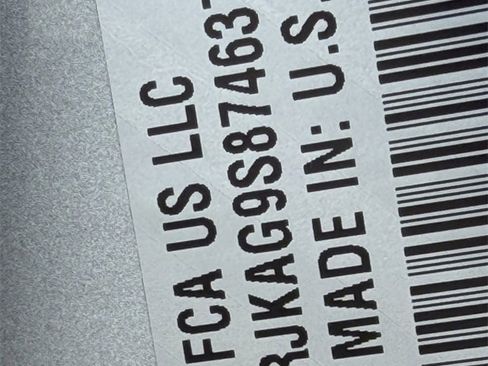 FCA US LLC
RJKAG9S87463
MADE IN: U.S.